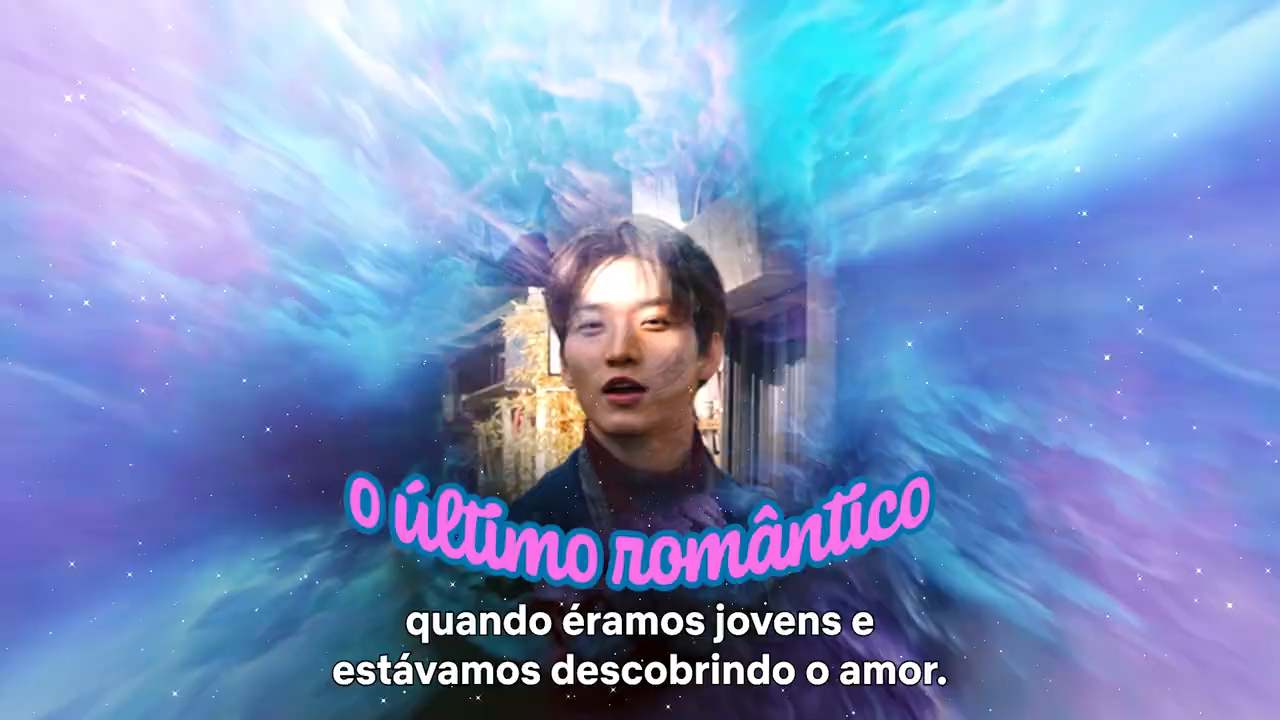 O último romântico
quando éramos jovens e
estávamos descobrindo o amor.